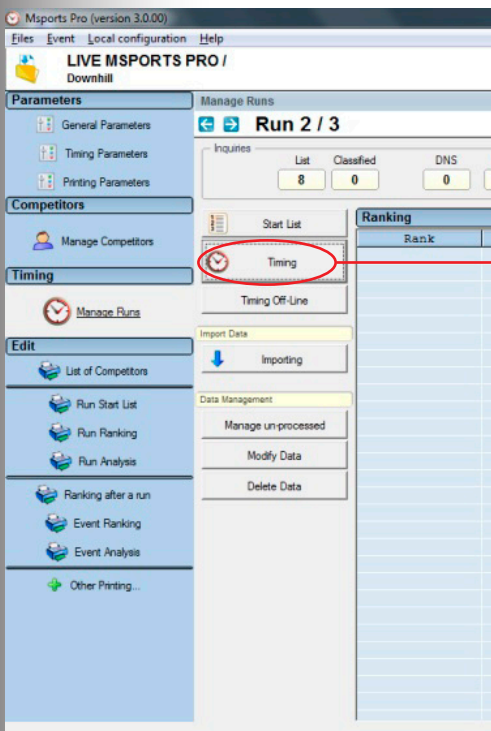 Msports Pro (version 3.0.00)
Files Event Local configuration Help
LIVE MSPORTS PRO /
Downhill
Parameters
General Parameters
Timing Parameters
Printing Parameters
Competitors
Manage Competitors
Timing
Manage Runs
Edit
List of Competitors
Run Start List
Run Ranking
Run Analysis
Ranking after a run
Event Ranking
Event Analysis
Other Printing...
Manage Runs
Run 2 / 3
Inquiries
List Classified DNS
8 0 0
Start List
Timing
Timing Off-Line
Import Data
Importing
Data Management
Manage un-processed
Modify Data
Delete Data
Ranking
Rank